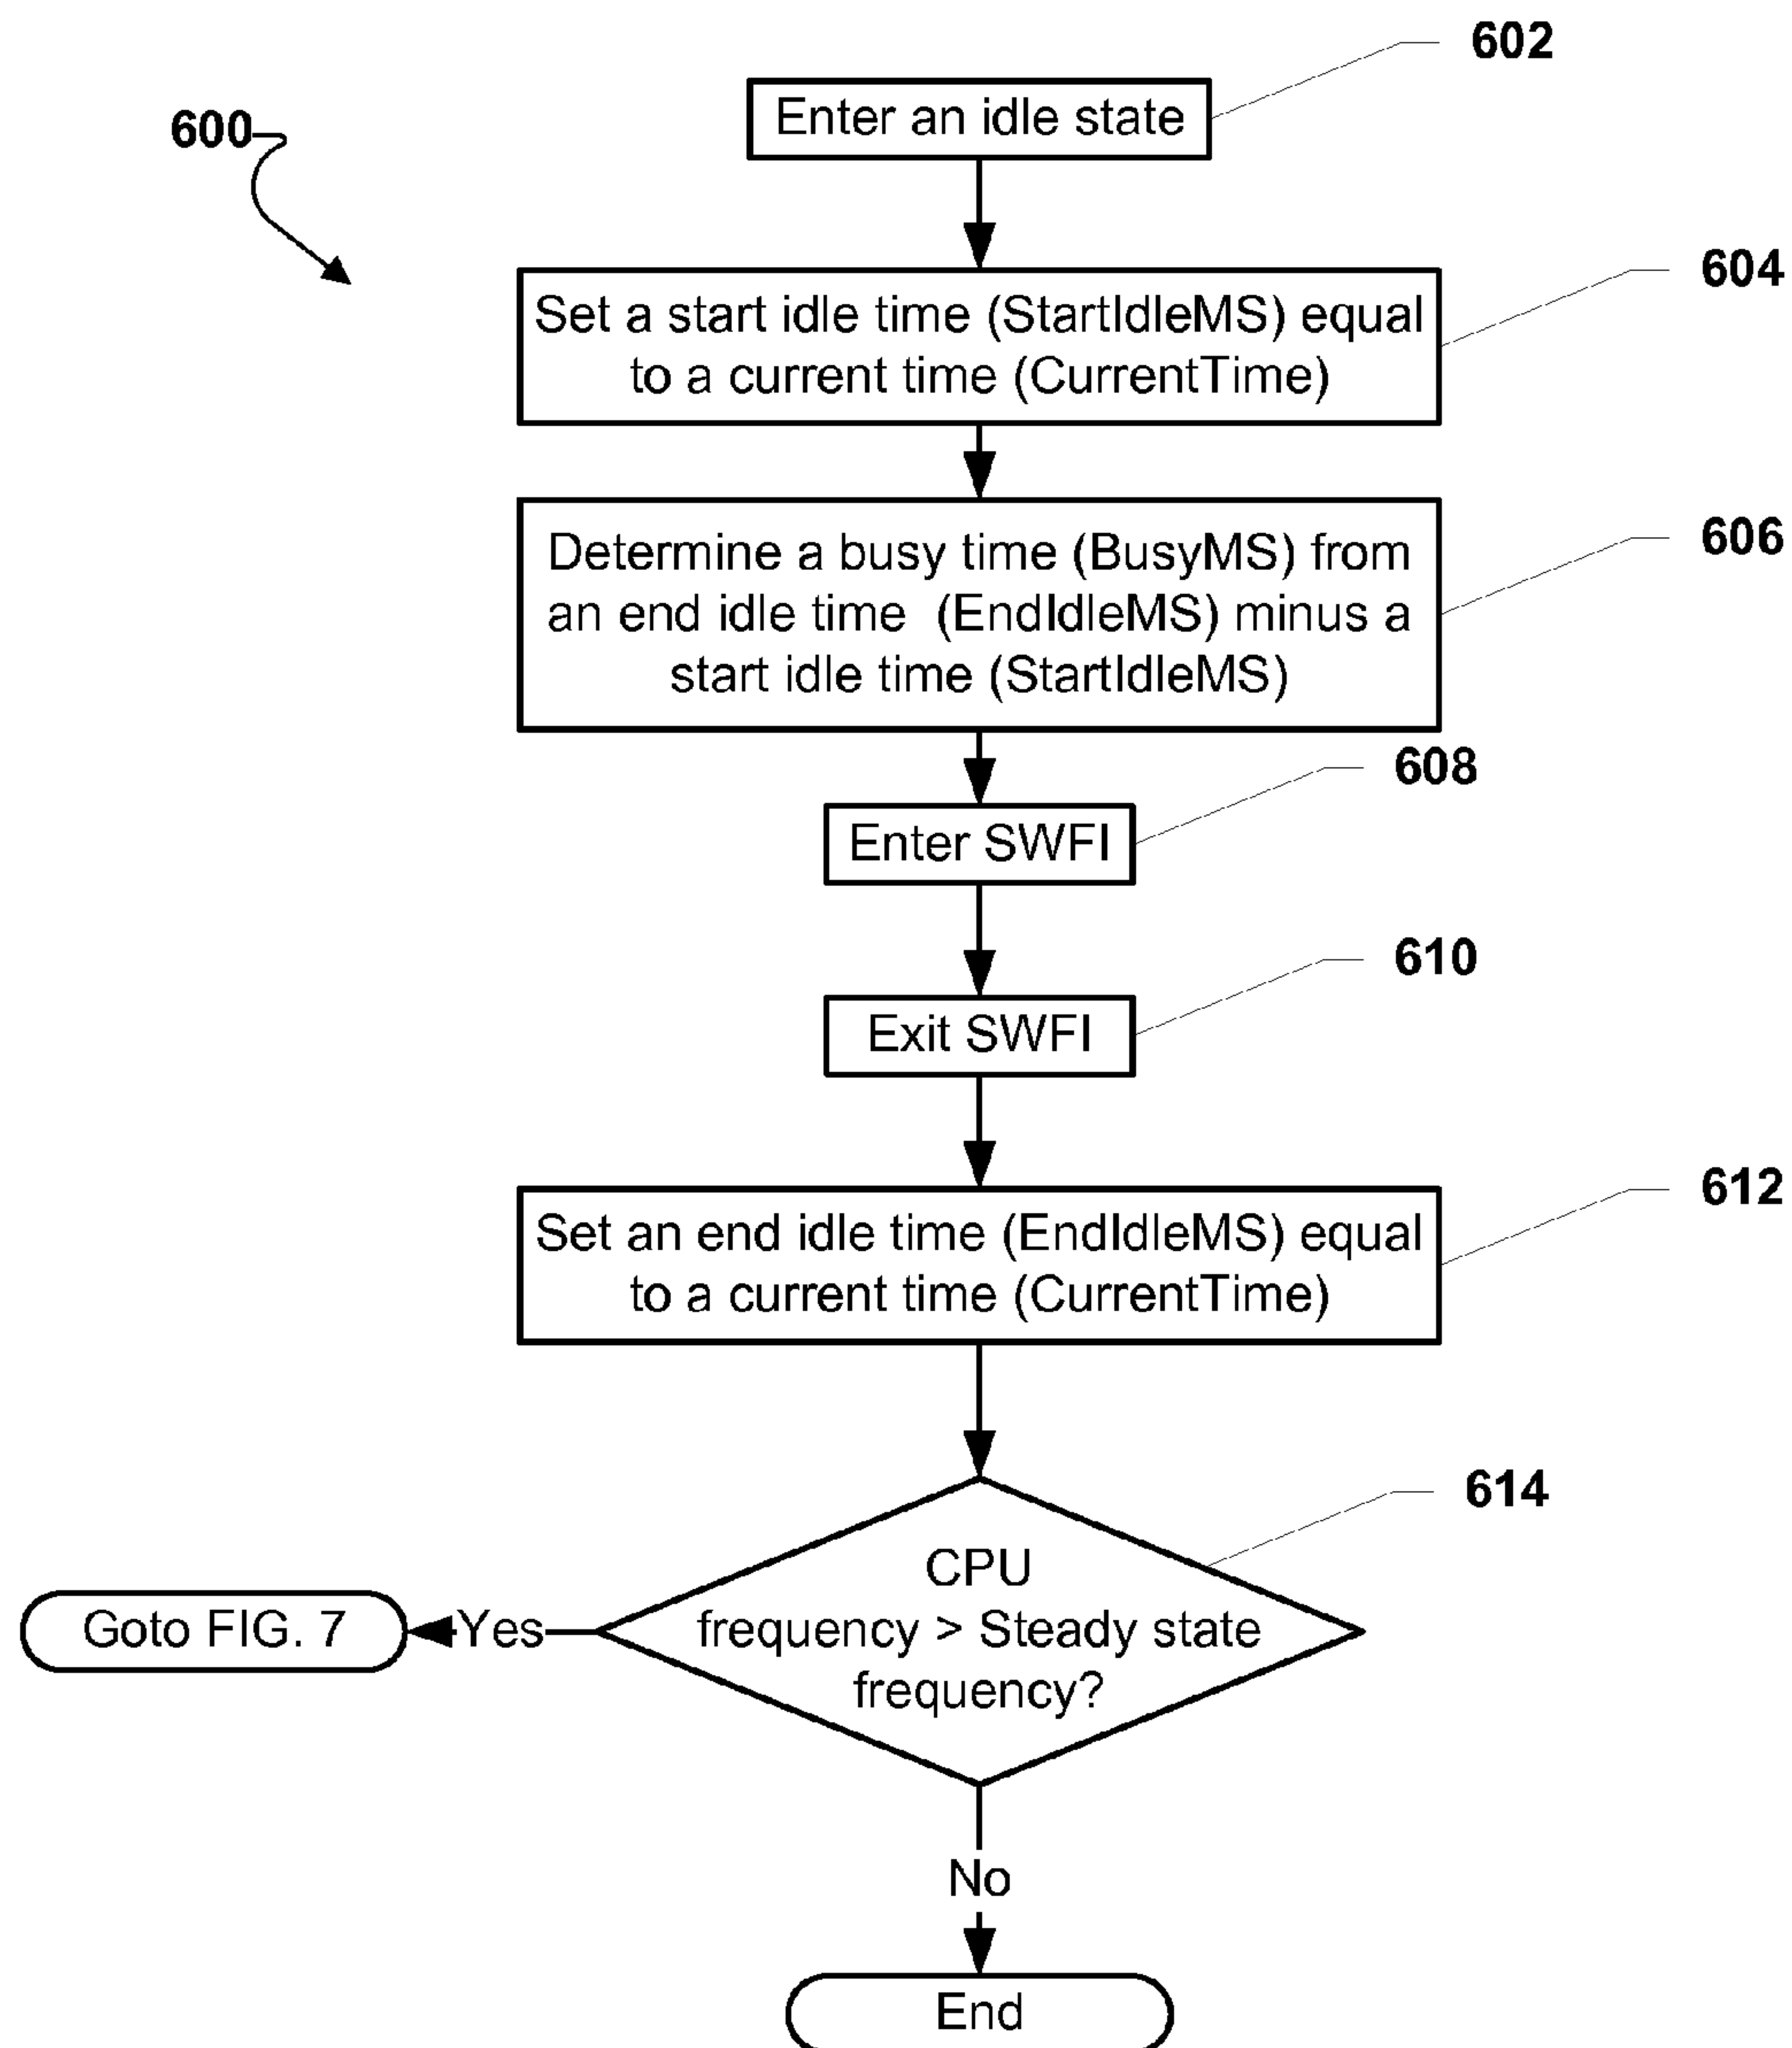 602
Enter an idle state
600
604
Set a start idle time (StartIdleMS) equal
to a current time (CurrentTime)
606
Determine a busy time (BusyMS) from
an end idle time (EndIdleMS) minus a
start idle time (StartIdleMS)
608
Enter SWFI
610
Exit SWFI
612
Set an end idle time (EndIdleMS) equal
to a current time (CurrentTime)
614
CPU
frequency > Steady state
frequency?
Yes
Goto FIG. 7
No
End